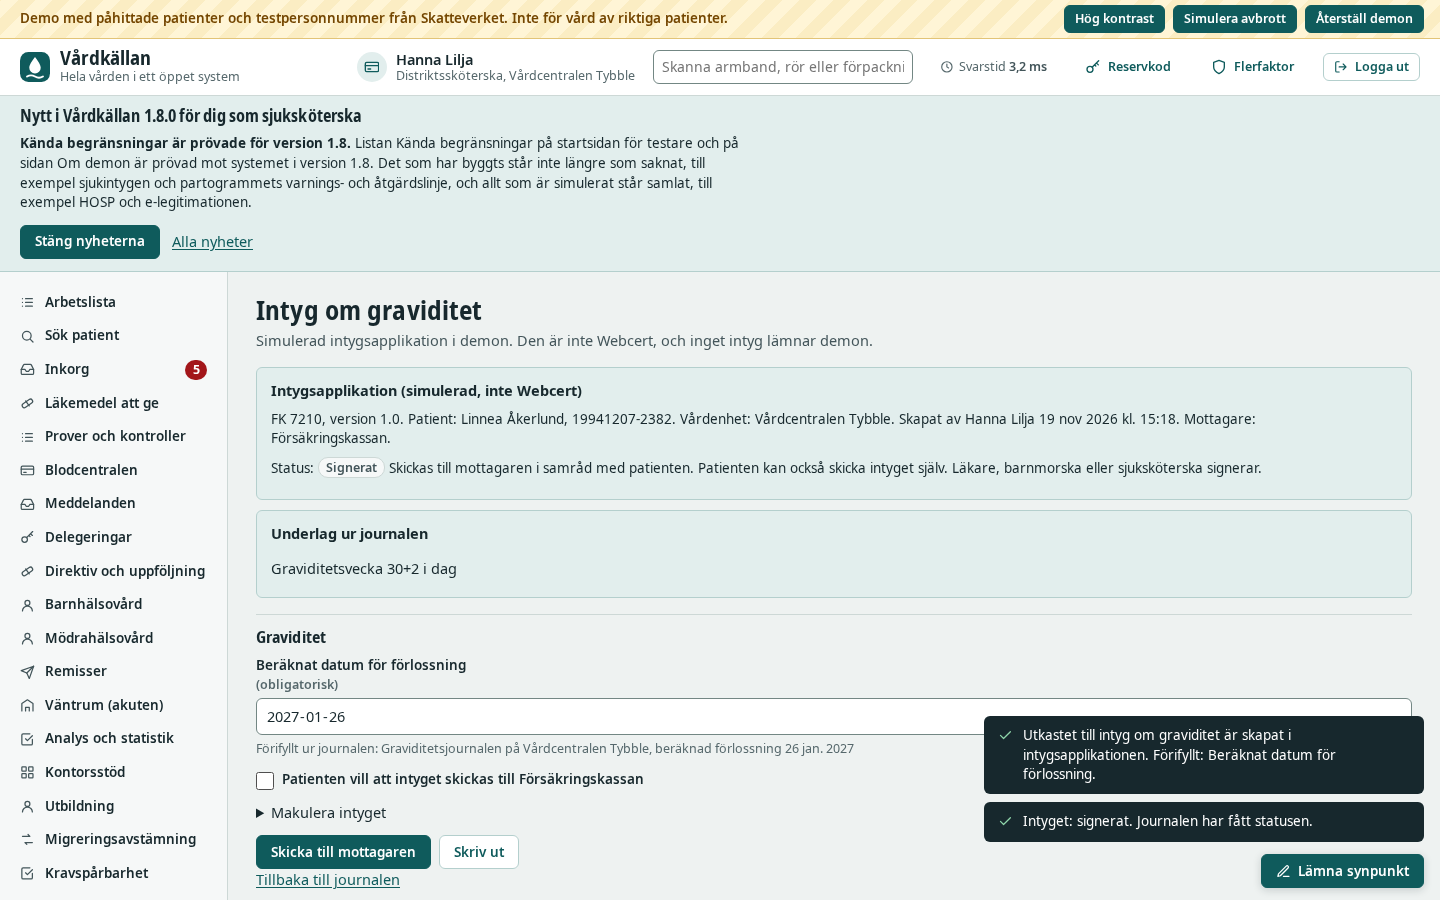 Demo med påhittade patienter och testpersonnummer från Skatteverket. Inte för vård av riktiga patienter.
Hög kontrast
Simulera avbrott
Återställ demon
Vårdkällan
Hela vården i ett öppet system
Hanna Lilja
Distriktssköterska, Vårdcentralen Tybble
Skanna armband, rör eller förpackni
Svarstid 3,2 ms
Reservkod
Flerfaktor
Logga ut
Nytt i Vårdkällan 1.8.0 för dig som sjuksköterska
Kända begränsningar är prövade för version 1.8. Listan Kända begränsningar på startsidan för testare och på
sidan Om demon är prövad mot systemet i version 1.8. Det som har byggts står inte längre som saknat, till
exempel sjukintygen och partogrammets varnings- och åtgärdslinje, och allt som är simulerat står samlat, till
exempel HOSP och e-legitimationen.
Stäng nyheterna
Alla nyheter
Arbetslista
Sök patient
Inkorg
5
Läkemedel att ge
Prover och kontroller
Blodcentralen
Meddelanden
Delegeringar
Direktiv och uppföljning
Barnhälsovård
Mödrahälsovård
Remisser
Väntrum (akuten)
Analys och statistik
Kontorsstöd
Utbildning
Migreringsavstämning
Kravspårbarhet
Intyg om graviditet
Simulerad intygsapplikation i demon. Den är inte Webcert, och inget intyg lämnar demon.
Intygsapplikation (simulerad, inte Webcert)
FK 7210, version 1.0. Patient: Linnea Åkerlund, 19941207-2382. Vårdenhet: Vårdcentralen Tybble. Skapat av Hanna Lilja 19 nov 2026 kl. 15:18. Mottagare:
Försäkringskassan.
Status: Signerat Skickas till mottagaren i samråd med patienten. Patienten kan också skicka intyget själv. Läkare, barnmorska eller sjuksköterska signerar.
Underlag ur journalen
Graviditetsvecka 30+2 i dag
Graviditet
Beräknat datum för förlossning
(obligatorisk)
2027-01-26
Förifyllt ur journalen: Graviditetsjournalen på Vårdcentralen Tybble, beräknad förlossning 26 jan. 2027
Patienten vill att intyget skickas till Försäkringskassan
Makulera intyget
Skicka till mottagaren
Skriv ut
Tillbaka till journalen
Utkastet till intyg om graviditet är skapat i
intygsapplikationen. Förifyllt: Beräknat datum för
förlossning.
Intyget: signerat. Journalen har fått statusen.
Lämna synpunkt